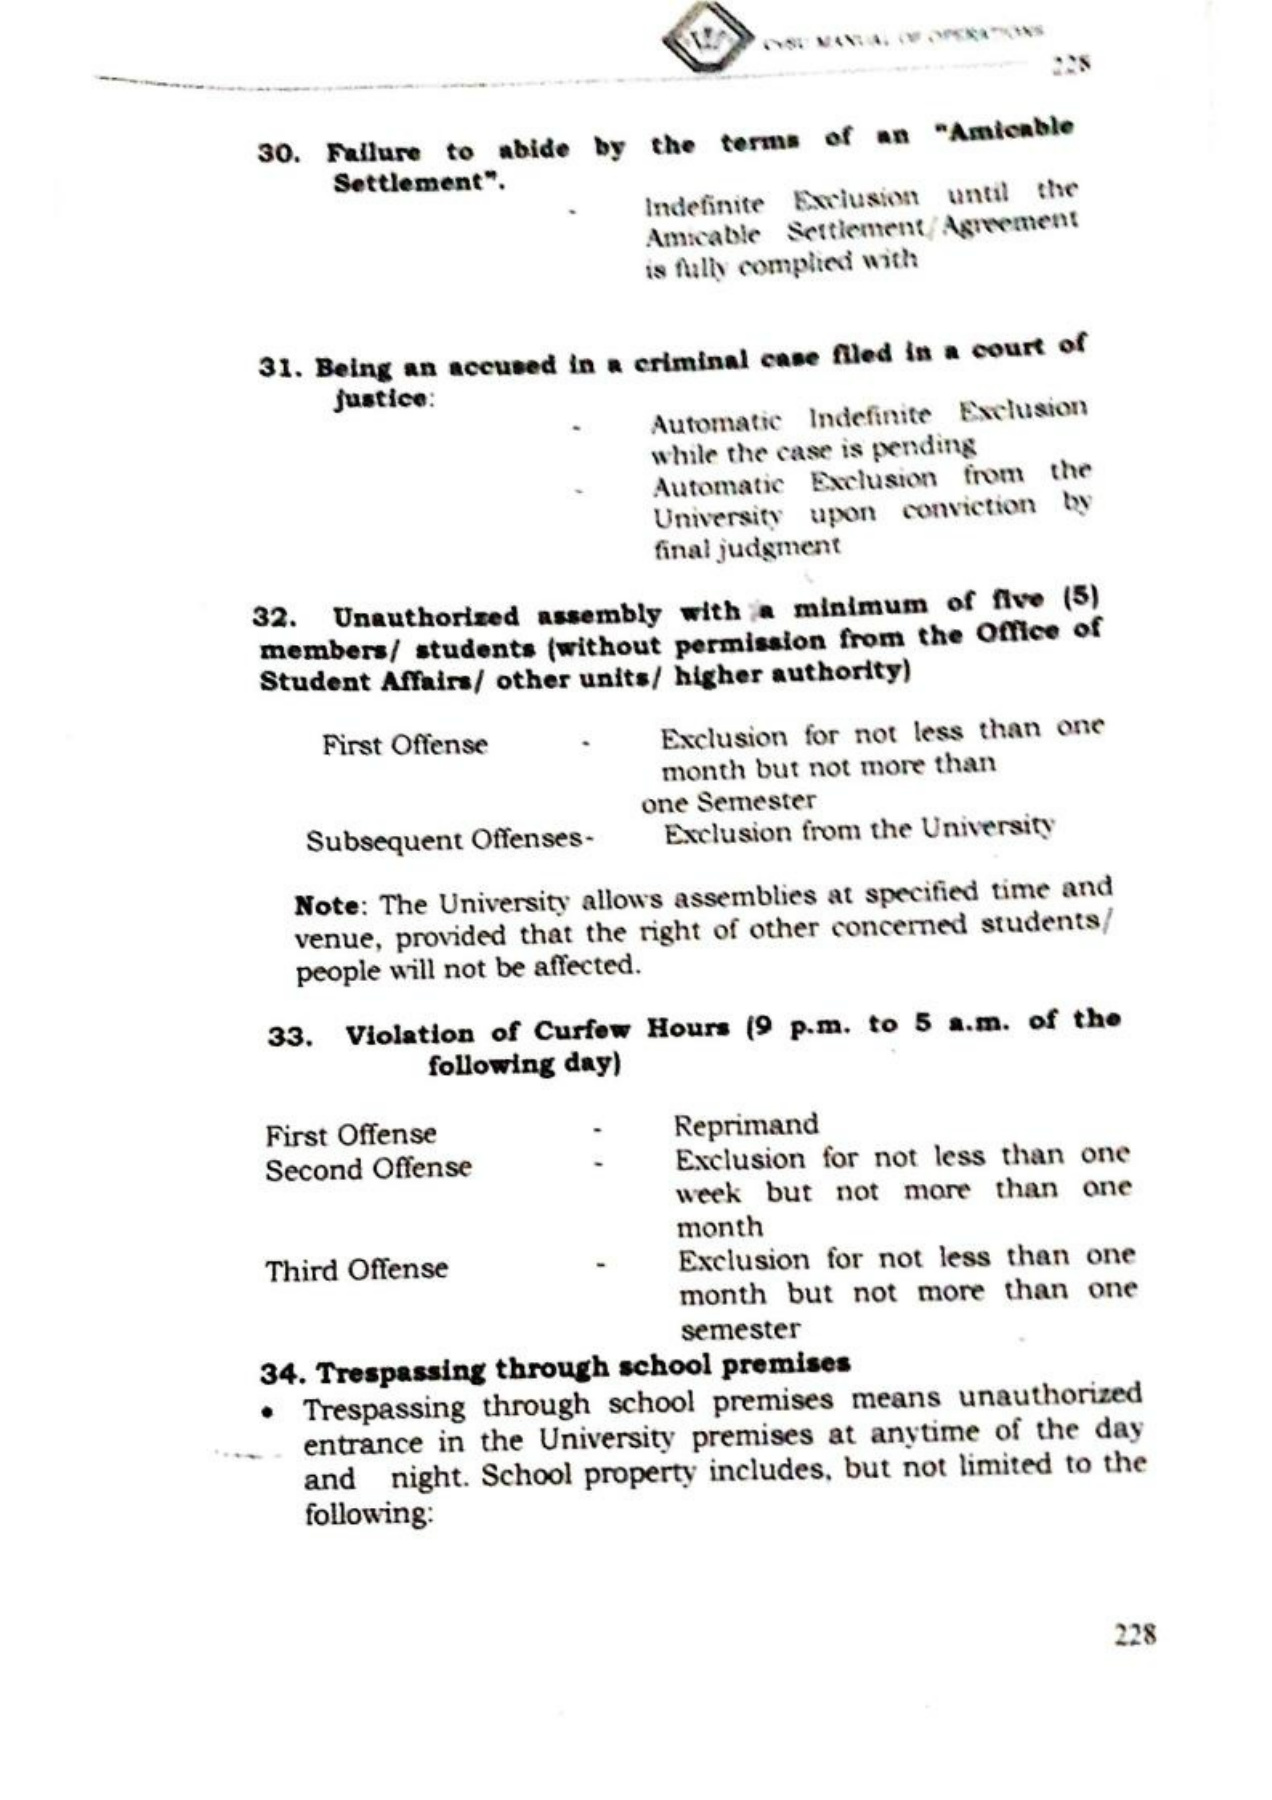 CvSU MANUAL OF OPERATIONS
228
30. Failure to abide by the terms of an "Amicable
Settlement".
- Indefinite Exclusion until the
Amicable Settlement/Agreement
is fully complied with
31. Being an accused in a criminal case filed in a court of
justice:
- Automatic Indefinite Exclusion
while the case is pending
- Automatic Exclusion from the
University upon conviction by
final judgment
32. Unauthorized assembly with a minimum of five (5)
members/ students (without permission from the Office of
Student Affairs/ other units/ higher authority)
First Offense - Exclusion for not less than one
month but not more than
one Semester
Subsequent Offenses- Exclusion from the University
Note: The University allows assemblies at specified time and
venue, provided that the right of other concerned students/
people will not be affected.
33. Violation of Curfew Hours (9 p.m. to 5 a.m. of the
following day)
First Offense - Reprimand
Second Offense - Exclusion for not less than one
week but not more than one
month
Third Offense - Exclusion for not less than one
month but not more than one
semester
34. Trespassing through school premises
• Trespassing through school premises means unauthorized
entrance in the University premises at anytime of the day
and night. School property includes, but not limited to the
following:
228